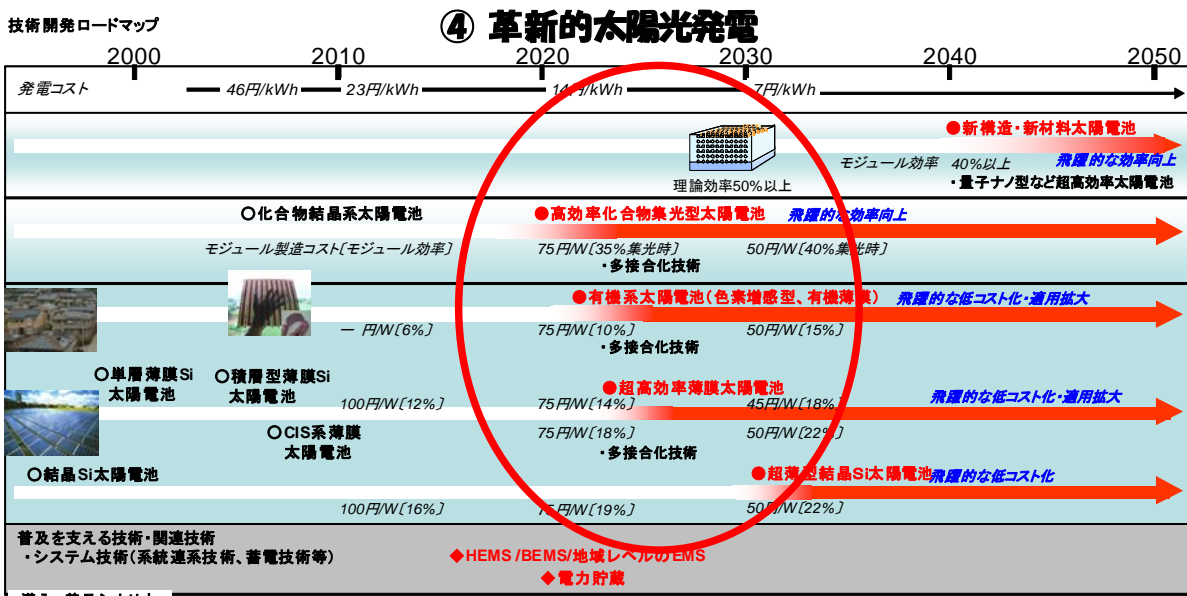 技術開発ロードマップ
④ 革新的太陽光発電
2000 2010 2020 2030 2040 2050
発電コスト 46円/kWh 23円/kWh 14円/kWh 7円/kWh
●新構造・新材料太陽電池
モジュール効率 40%以上 飛躍的な効率向上
理論効率50%以上 ・量子ナノ型など超高効率太陽電池
○化合物結晶系太陽電池 ●高効率化合物集光型太陽電池 飛躍的な効率向上
モジュール製造コスト〔モジュール効率〕 75円/W〔35%集光時〕 50円/W〔40%集光時〕
・多接合化技術
●有機系太陽電池(色素増感型、有機薄膜) 飛躍的な低コスト化・適用拡大
― 円/W〔6%〕 75円/W〔10%〕 50円/W〔15%〕
・多接合化技術
○単層薄膜Si ○積層型薄膜Si
太陽電池 太陽電池 ●超高効率薄膜太陽電池 飛躍的な低コスト化・適用拡大
100円/W〔12%〕 75円/W〔14%〕 45円/W〔18%〕
○CIS系薄膜 75円/W〔18%〕 50円/W〔22%〕
太陽電池 ・多接合化技術
○結晶Si太陽電池 ●超薄型結晶Si太陽電池 飛躍的な低コスト化
100円/W〔16%〕 75円/W〔19%〕 50円/W〔22%〕
普及を支える技術・関連技術
・システム技術(系統連系技術、蓄電技術等) ◆HEMS/BEMS/地域レベルのEMS
◆電力貯蔵